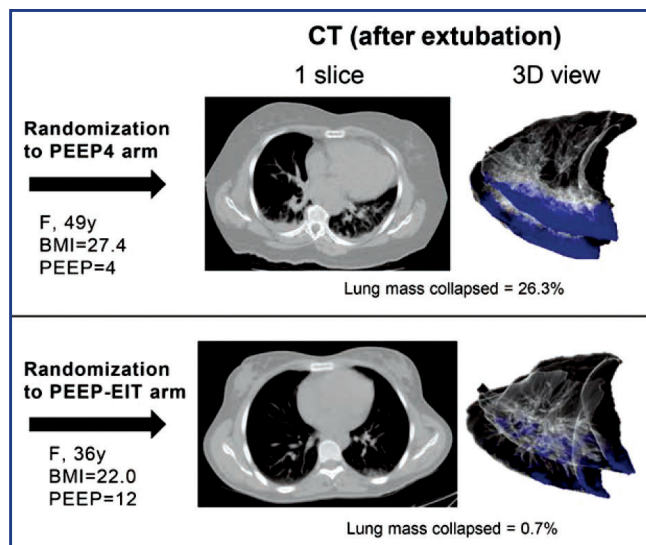 CT (after extubation)
1 slice
3D view
Randomization
to PEEP4 arm
F, 49y
BMI=27.4
PEEP=4
Lung mass collapsed = 26.3%
Randomization
to PEEP-EIT arm
F, 36y
BMI=22.0
PEEP=12
Lung mass collapsed = 0.7%